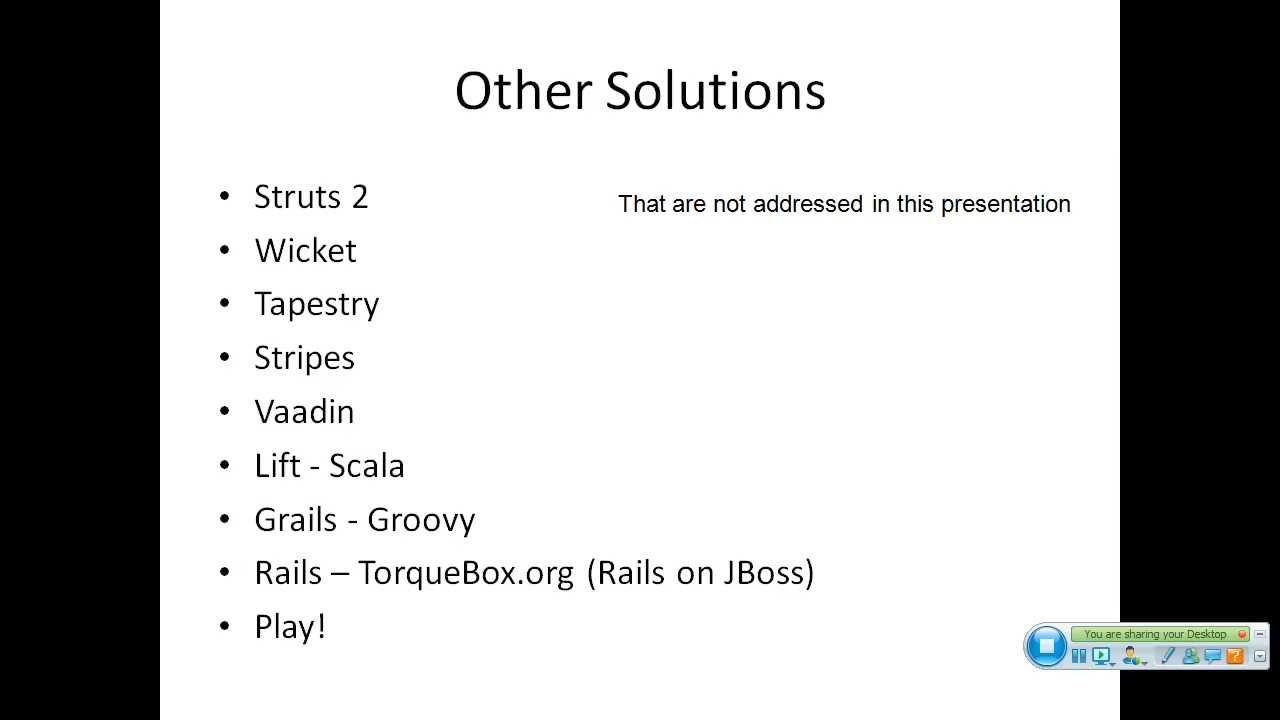 Other Solutions
• Struts 2
That are not addressed in this presentation
• Wicket
• Tapestry
• Stripes
• Vaadin
• Lift - Scala
• Grails - Groovy
• Rails – TorqueBox.org (Rails on JBoss)
• Play!
You are sharing your Desktop